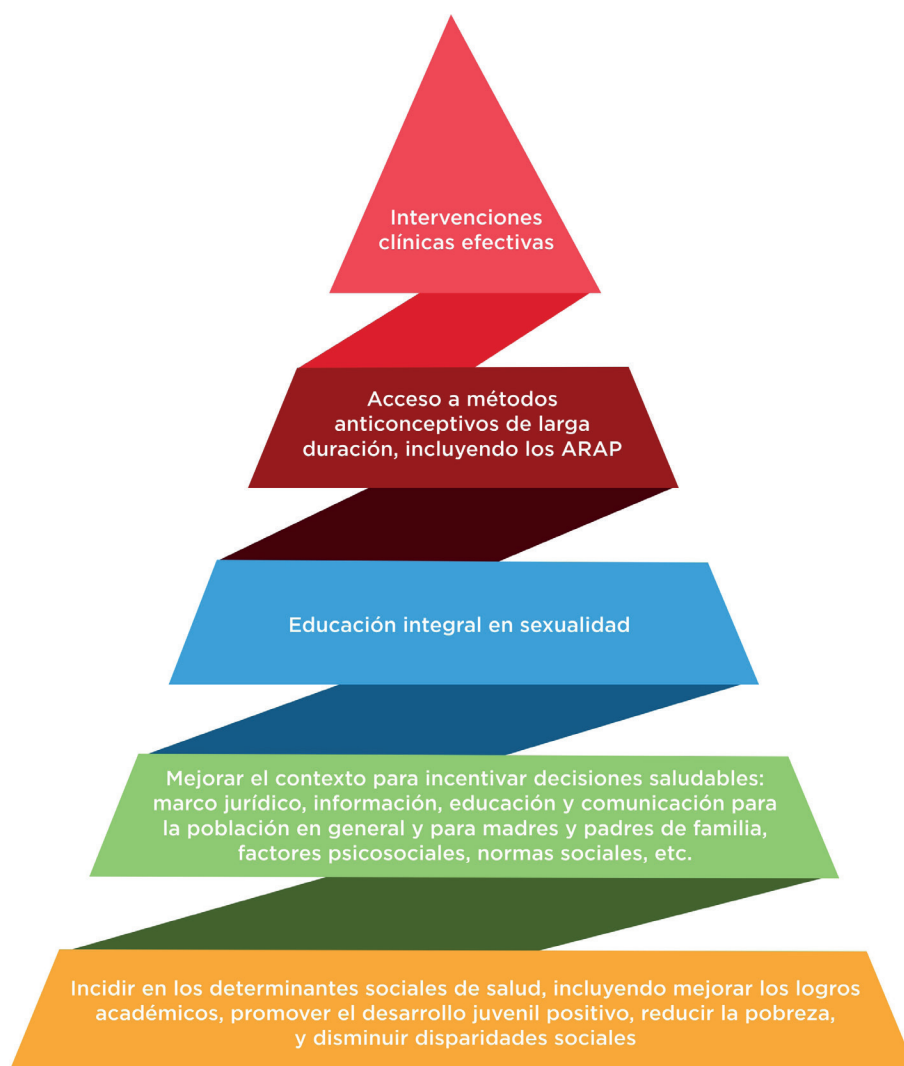 Intervenciones
clínicas efectivas
Acceso a métodos
anticonceptivos de larga
duración, incluyendo los ARAP
Educación integral en sexualidad
Mejorar el contexto para incentivar decisiones saludables:
marco jurídico, información, educación y comunicación para
la población en general y para madres y padres de familia,
factores psicosociales, normas sociales, etc.
Incidir en los determinantes sociales de salud, incluyendo mejorar los logros
académicos, promover el desarrollo juvenil positivo, reducir la pobreza,
y disminuir disparidades sociales